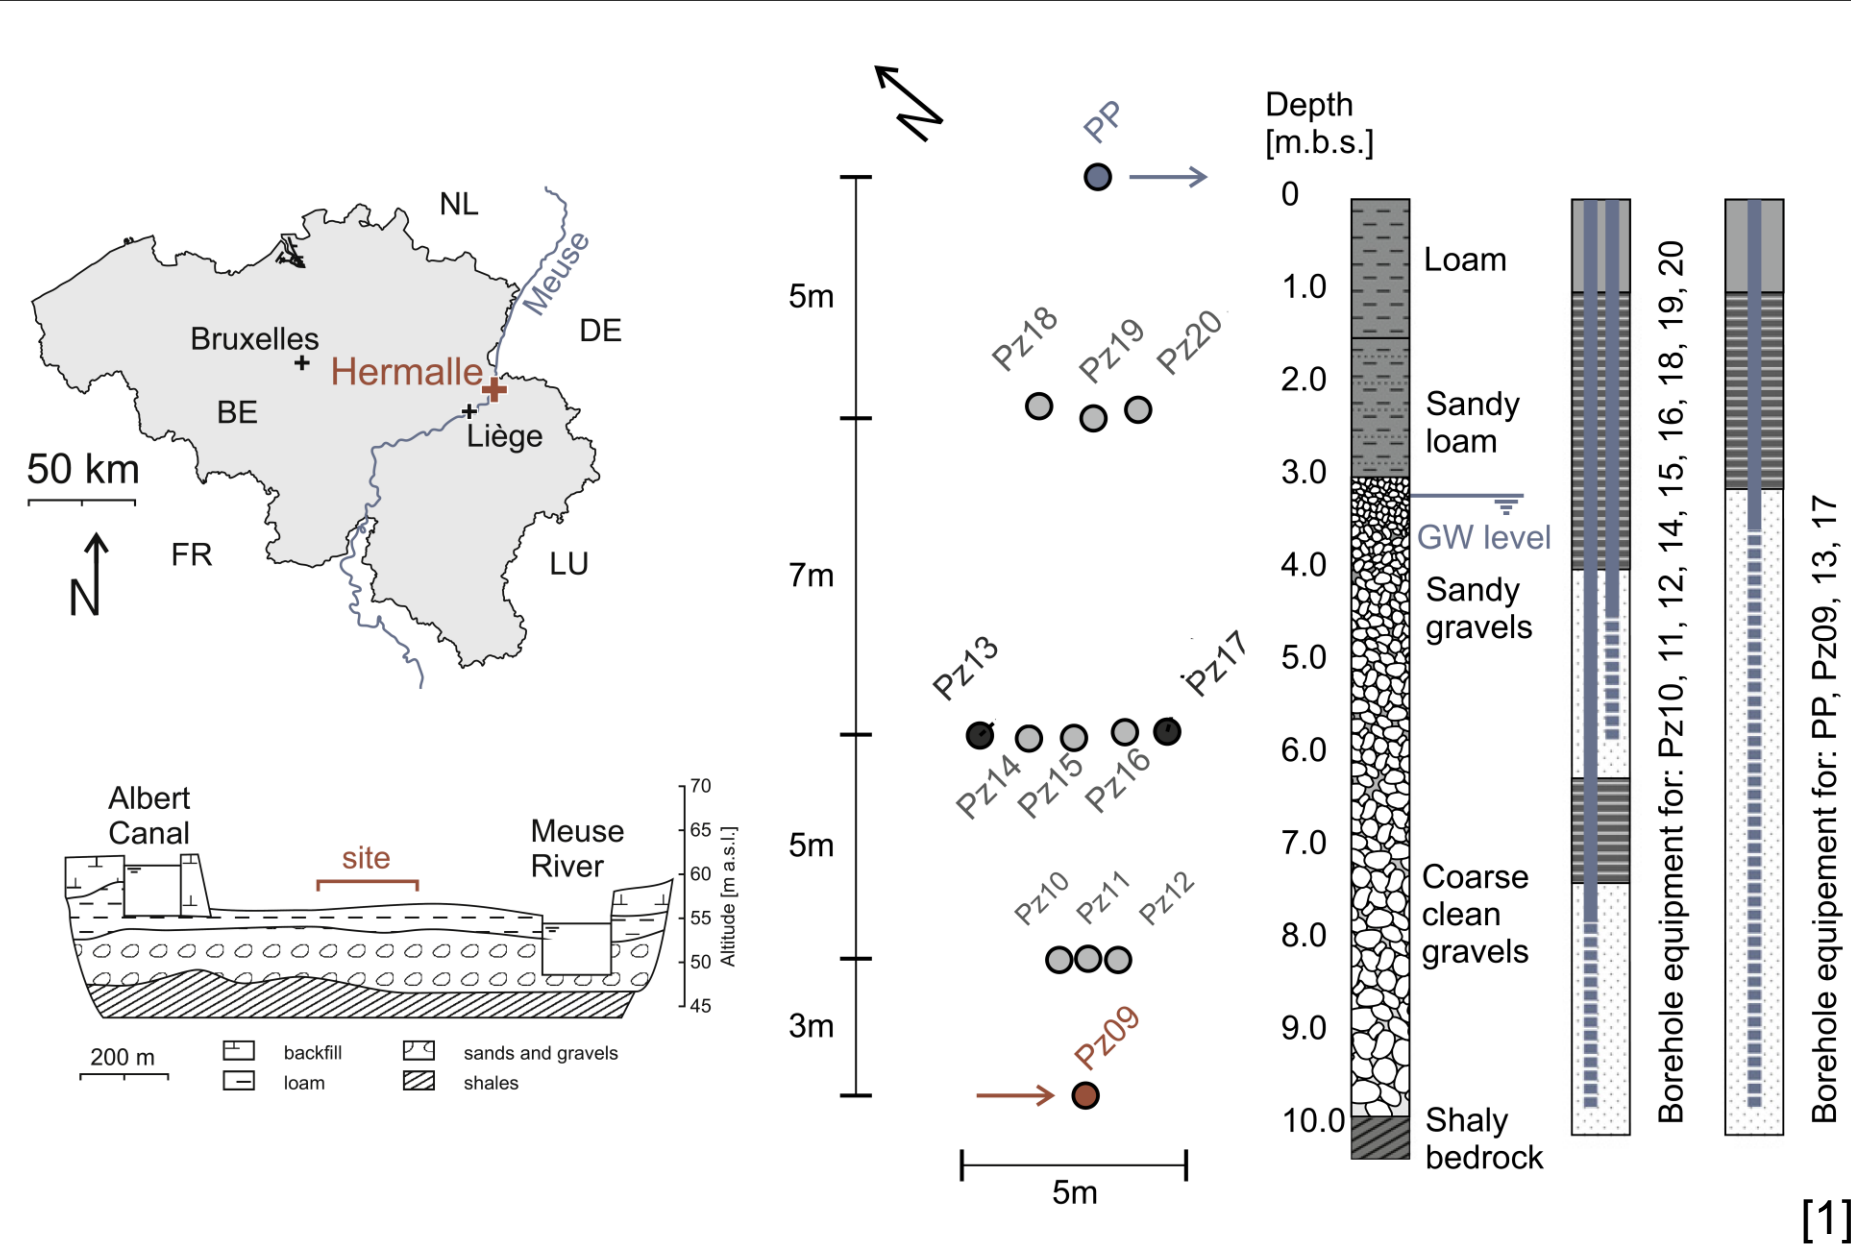 NL
Meuse
DE
Bruxelles
Hermalle
BE
Liège
50 km
FR
LU
N
Albert
Canal
Meuse
River
site
70
65
60
55
50
45
Altitude [m a.s.l.]
200 m
backfill
sands and gravels
loam
shales
N
PP
5m
Pz18
Pz19
Pz20
7m
Pz13
Pz17
Pz14
Pz15
Pz16
5m
Pz10
Pz11
Pz12
3m
Pz09
5m
Depth
[m.b.s.]
0
1.0
2.0
3.0
4.0
5.0
6.0
7.0
8.0
9.0
10.0
Loam
Sandy
loam
GW level
Sandy
gravels
Coarse
clean
gravels
Shaly
bedrock
Borehole equipement for: Pz10, 11, 12, 14, 15, 16, 18, 19, 20
Borehole equipement for: PP, Pz09, 13, 17
[1]